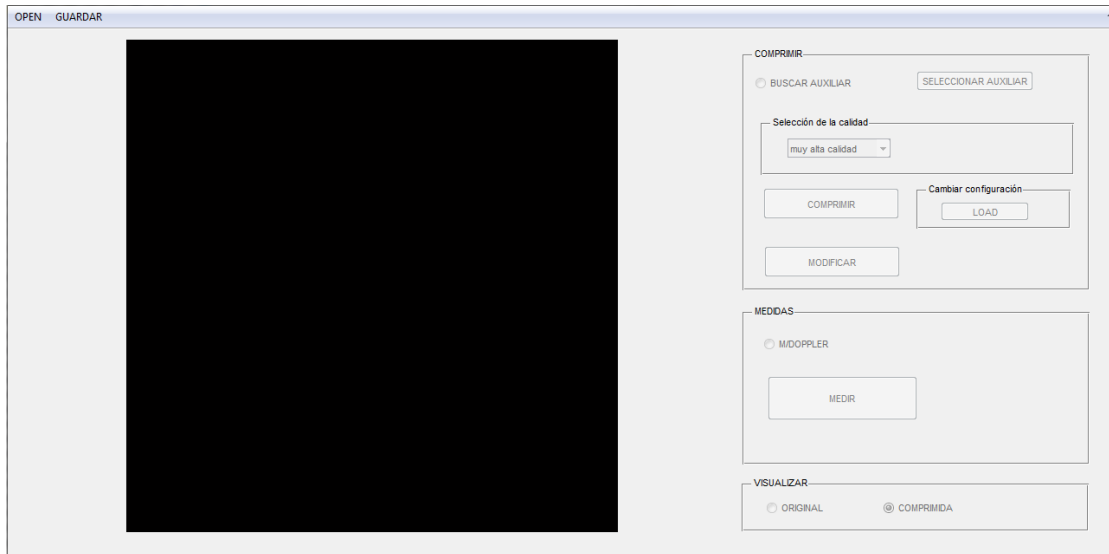 OPEN GUARDAR
COMPRIMIR
BUSCAR AUXILIAR
SELECCIONAR AUXILIAR
Selección de la calidad
muy alta calidad
COMPRIMIR
Cambiar configuración
LOAD
MODIFICAR
MEDIDAS
M/DOPPLER
MEDIR
VISUALIZAR
ORIGINAL
COMPRIMIDA